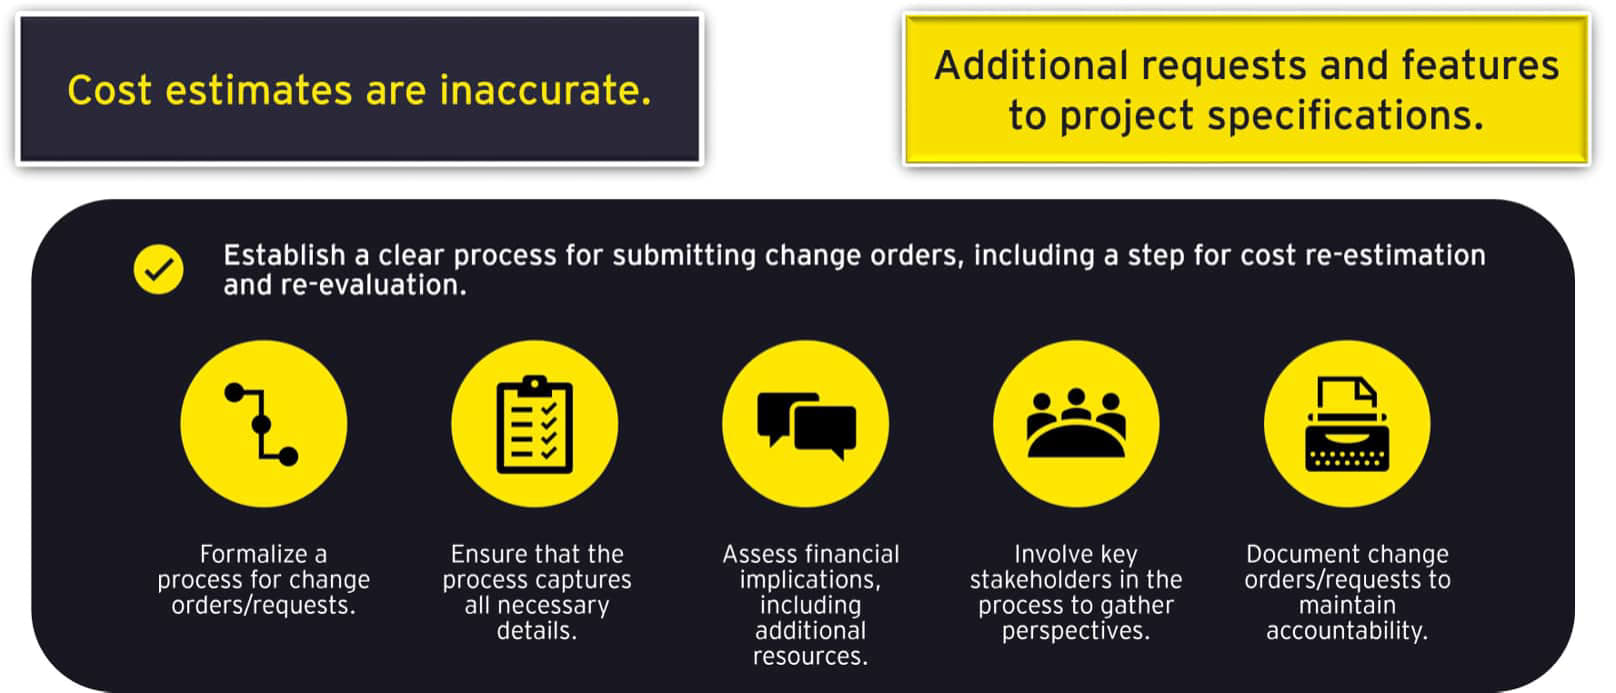 Cost estimates are inaccurate.
Additional requests and features
to project specifications.
Establish a clear process for submitting change orders, including a step for cost re-estimation
and re-evaluation.
Formalize a
process for change
orders/requests.
Ensure that the
process captures
all necessary
details.
Assess financial
implications,
including
additional
resources.
Involve key
stakeholders in the
process to gather
perspectives.
Document change
orders/requests to
maintain
accountability.